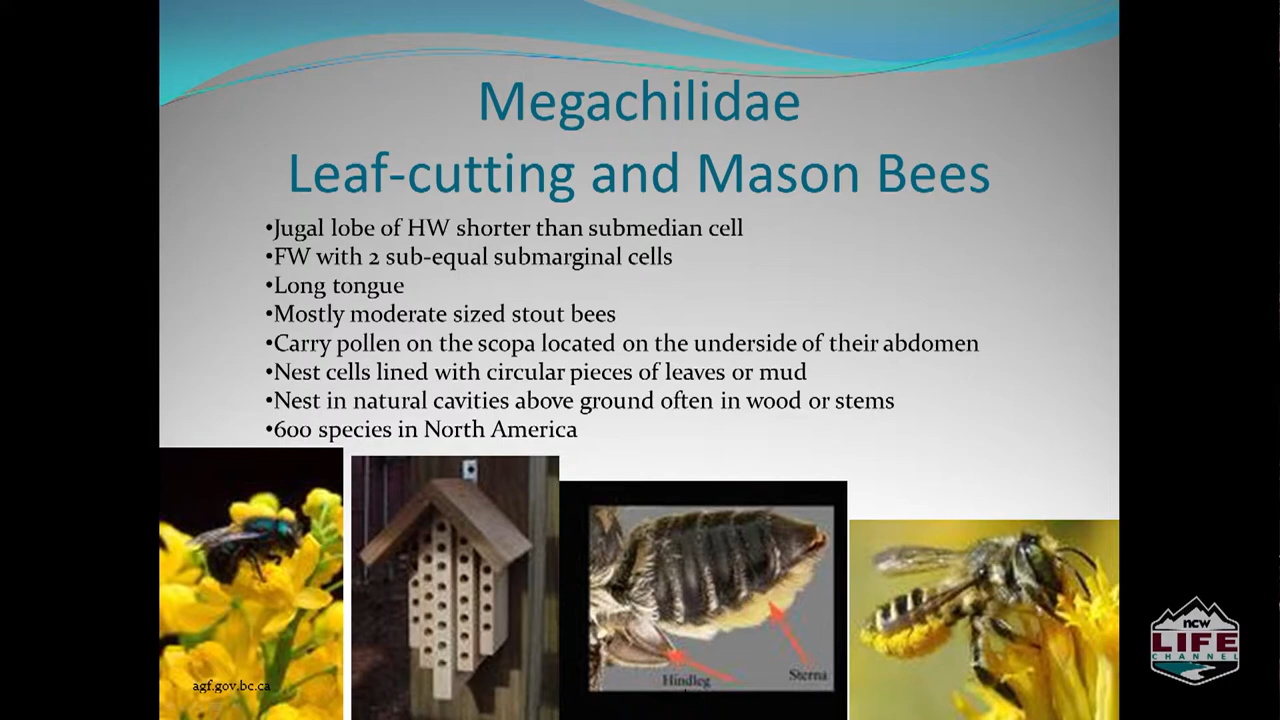 Megachilidae
Leaf-cutting and Mason Bees
•Jugal lobe of HW shorter than submedian cell
•FW with 2 sub-equal submarginal cells
•Long tongue
•Mostly moderate sized stout bees
•Carry pollen on the scopa located on the underside of their abdomen
•Nest cells lined with circular pieces of leaves or mud
•Nest in natural cavities above ground often in wood or stems
•600 species in North America
agf.gov.bc.ca
Hindleg
Sterna
ncw
LIFE
CHANNEL